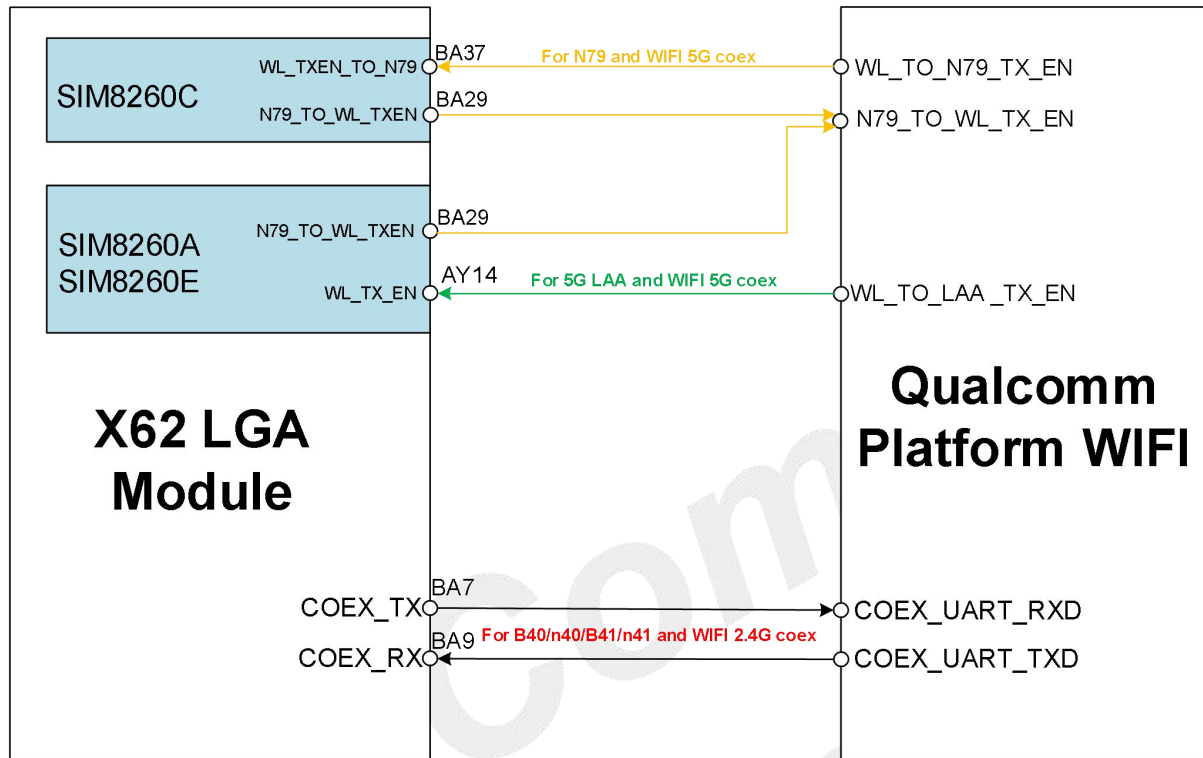 SIM8260C
WL_TXEN_TO_N79
BA37
For N79 and WIFI 5G coex
WL_TO_N79_TX_EN
N79_TO_WL_TXEN
BA29
N79_TO_WL_TX_EN
SIM8260A
SIM8260E
N79_TO_WL_TXEN
BA29
WL_TX_EN
AY14
For 5G LAA and WIFI 5G coex
WL_TO_LAA _TX_EN
X62 LGA
Module
Qualcomm
Platform WIFI
COEX_TX
BA7
COEX_UART_RXD
For B40/n40/B41/n41 and WIFI 2.4G coex
COEX_RX
BA9
COEX_UART_TXD
Com